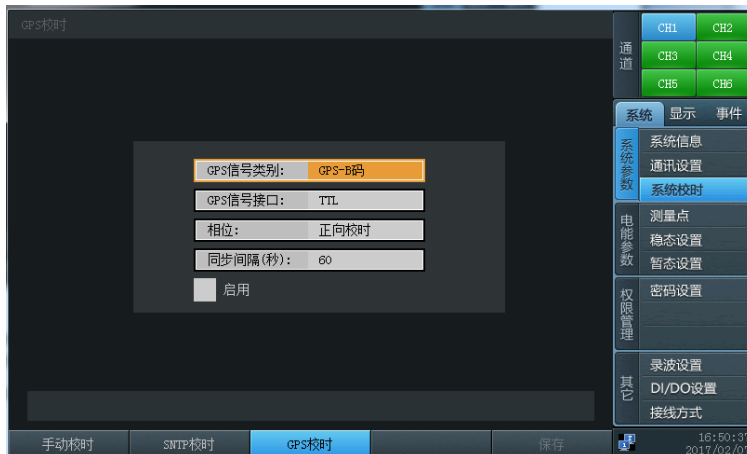 GPS校时
GPS信号类别: GPS-B码
GPS信号接口: TTL
相位: 正向校时
同步间隔(秒): 60
启用
手动校时 SNTP校时 GPS校时 保存
通道
CH1 CH2
CH3 CH4
CH5 CH6
系统 显示 事件
系统参数
系统信息
通讯设置
系统校时
电能参数
测量点
稳态设置
暂态设置
权限管理
密码设置
其它
录波设置
DI/DO设置
接线方式
16:50:37
2017/02/07